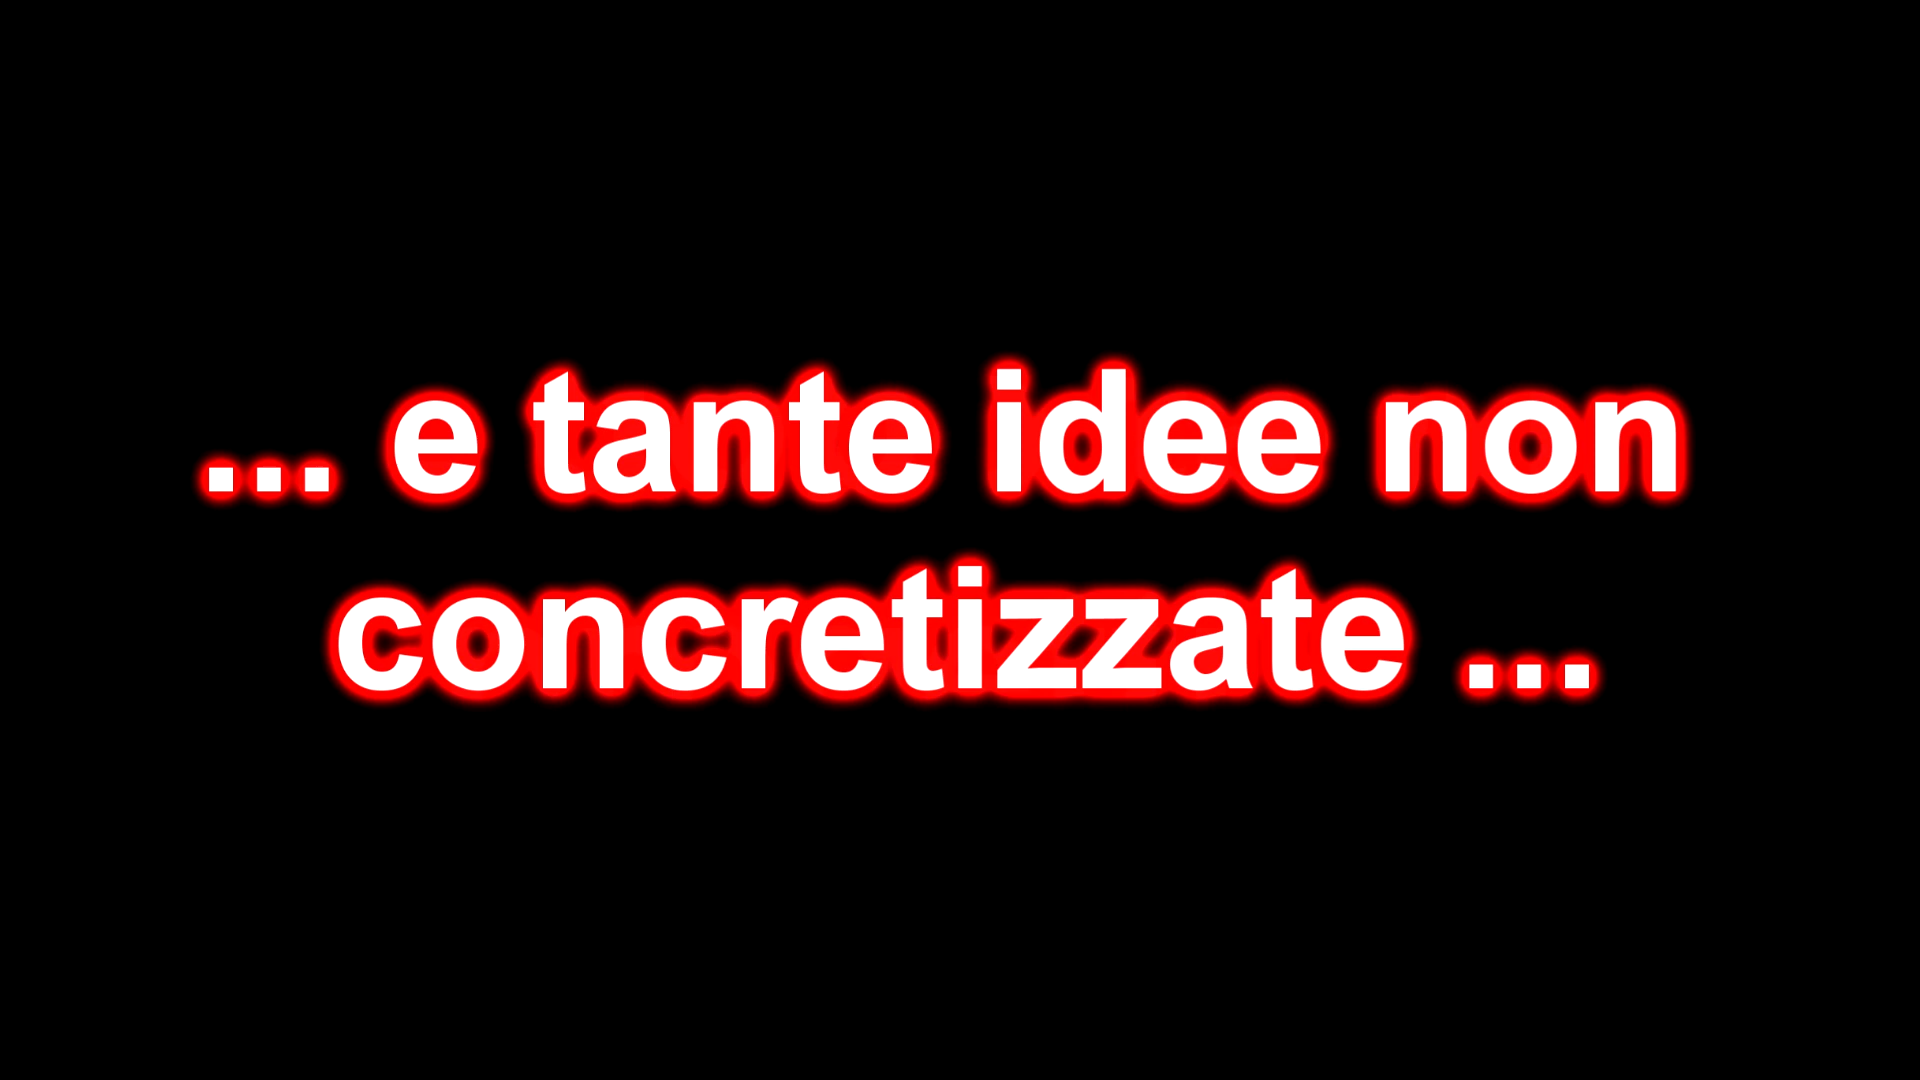 ... e tante idee non
concretizzate ...